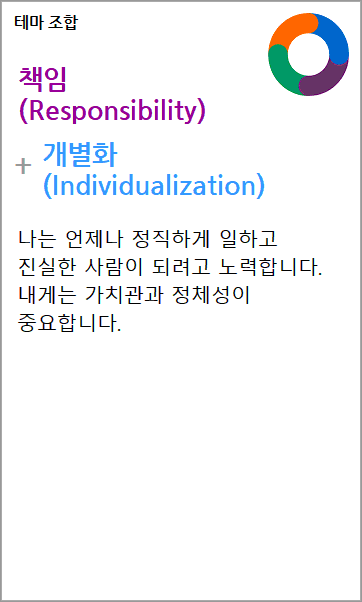 테마 조합
책임
(Responsibility)
+ 개별화
(Individualization)
나는 언제나 정직하게 일하고
진실한 사람이 되려고 노력합니다.
내게는 가치관과 정체성이
중요합니다.